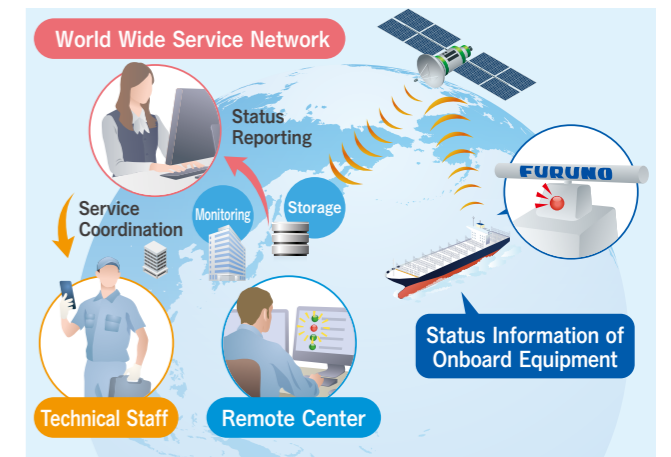 World Wide Service Network
Status
Reporting
FURUNO
Service
Coordination
Monitoring
Storage
Status Information of
Onboard Equipment
Technical Staff
Remote Center